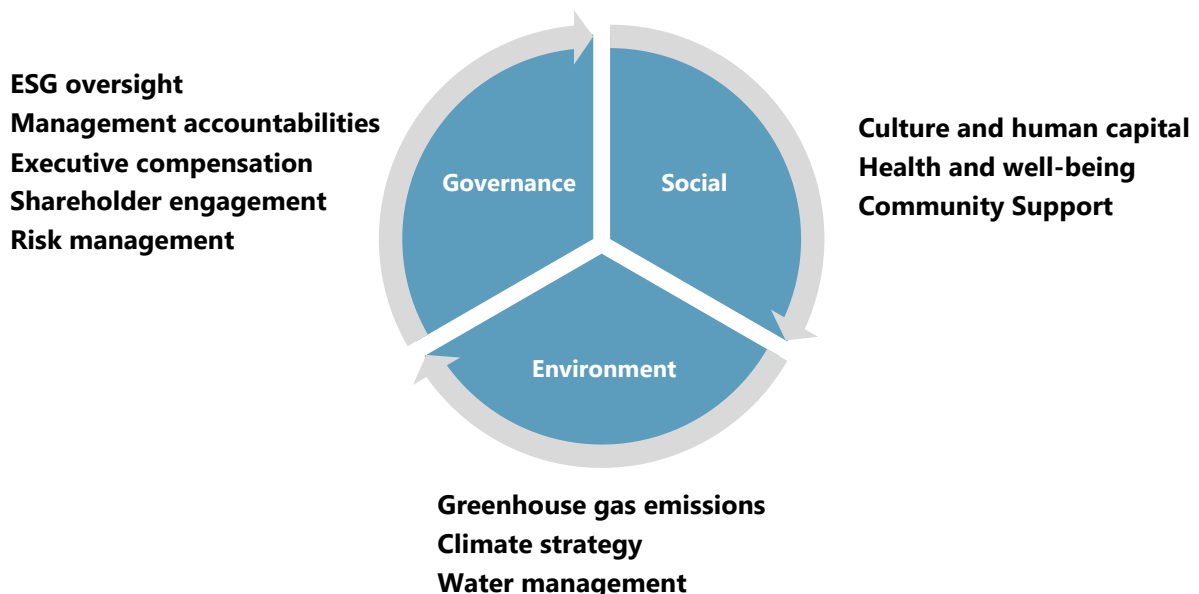 ESG oversight
Management accountabilities
Executive compensation
Shareholder engagement
Risk management
Governance
Social
Culture and human capital
Health and well-being
Community Support
Environment
Greenhouse gas emissions
Climate strategy
Water management